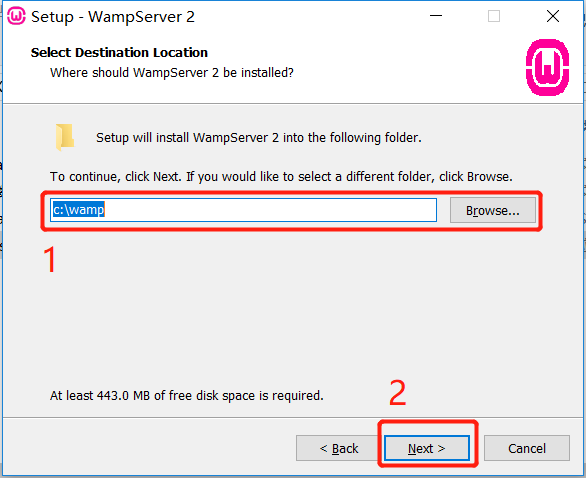 Setup - WampServer 2
Select Destination Location
Where should WampServer 2 be installed?
Setup will install WampServer 2 into the following folder.
To continue, click Next. If you would like to select a different folder, click Browse.
c:\wamp
Browse...
1
At least 443.0 MB of free disk space is required.
2
< Back
Next >
Cancel